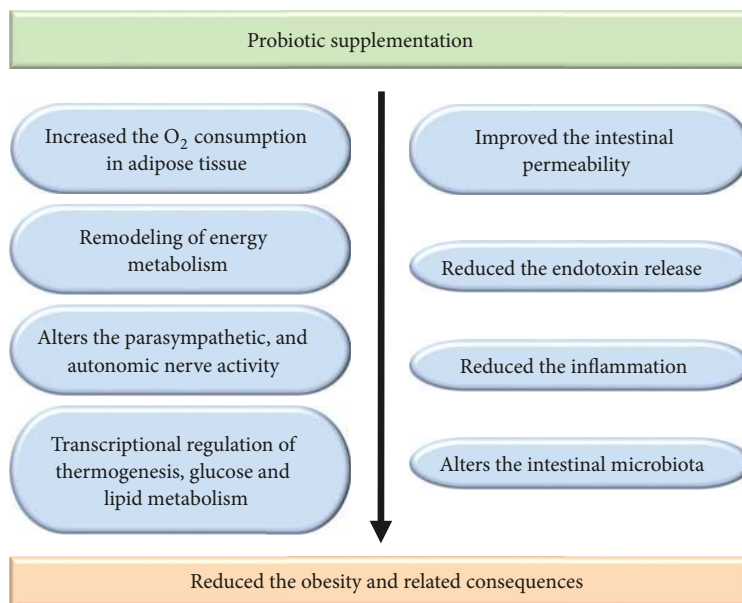 Probiotic supplementation
Increased the O₂ consumption
in adipose tissue
Remodeling of energy
metabolism
Alters the parasympathetic, and
autonomic nerve activity
Transcriptional regulation of
thermogenesis, glucose and
lipid metabolism
Improved the intestinal
permeability
Reduced the endotoxin release
Reduced the inflammation
Alters the intestinal microbiota
Reduced the obesity and related consequences